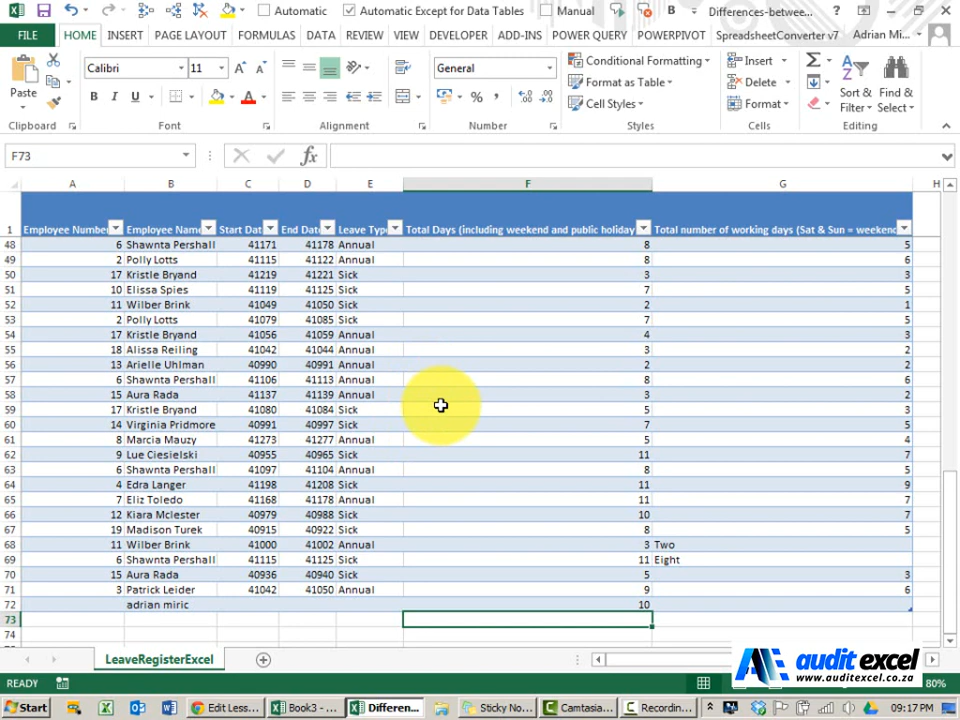 Automatic Automatic Except for Data Tables Manual B Differences-betwee... ?
FILE HOME INSERT PAGE LAYOUT FORMULAS DATA REVIEW VIEW DEVELOPER ADD-INS POWER QUERY POWERPIVOT SpreadsheetConverter v7 Adrian Mi...
Paste
Calibri 11 A A
B I U A
General
% ,
Conditional Formatting
Format as Table
Cell Styles
Insert
Delete
Format
Sort &
Filter
Find &
Select
Clipboard Font Alignment Number Styles Cells Editing
F73 fx
A B C D E F G H
1 Employee Number Employee Name Start Dat End Date Leave Type Total Days (including weekend and public holiday Total number of working days (Sat & Sun = weekend
48 6 Shawnta Pershall 41171 41178 Annual 8 5
49 2 Polly Lotts 41115 41122 Annual 8 6
50 17 Kristle Bryand 41219 41221 Sick 3 3
51 10 Elissa Spies 41119 41125 Sick 7 5
52 11 Wilber Brink 41049 41050 Sick 2 1
53 2 Polly Lotts 41079 41085 Sick 7 5
54 17 Kristle Bryand 41056 41059 Annual 4 3
55 18 Alissa Reiling 41042 41044 Annual 3 2
56 13 Arielle Uhlman 40990 40991 Annual 2 2
57 6 Shawnta Pershall 41106 41113 Annual 8 6
58 15 Aura Rada 41137 41139 Annual 3 2
59 17 Kristle Bryand 41080 41084 Sick 5 3
60 14 Virginia Pridmore 40991 40997 Sick 7 5
61 8 Marcia Mauzy 41273 41277 Annual 5 4
62 9 Lue Ciesielski 40955 40965 Sick 11 7
63 6 Shawnta Pershall 41097 41104 Annual 8 5
64 4 Edra Langer 41198 41208 Sick 11 9
65 7 Eliz Toledo 41168 41178 Annual 11 7
66 12 Kiara Mclester 40979 40988 Sick 10 7
67 19 Madison Turek 40915 40922 Sick 8 5
68 11 Wilber Brink 41000 41002 Annual 3 Two
69 6 Shawnta Pershall 41115 41125 Sick 11 Eight
70 15 Aura Rada 40936 40940 Sick 5 3
71 3 Patrick Leider 41042 41050 Annual 9 6
72 adrian miric 10
73
74
LeaveRegisterExcel
audit excel
www.auditexcel.co.za
READY 80%
Start Edit Less... Book3 - ... Differen... Sticky No... Camtasia... Recordin... 09:17 PM